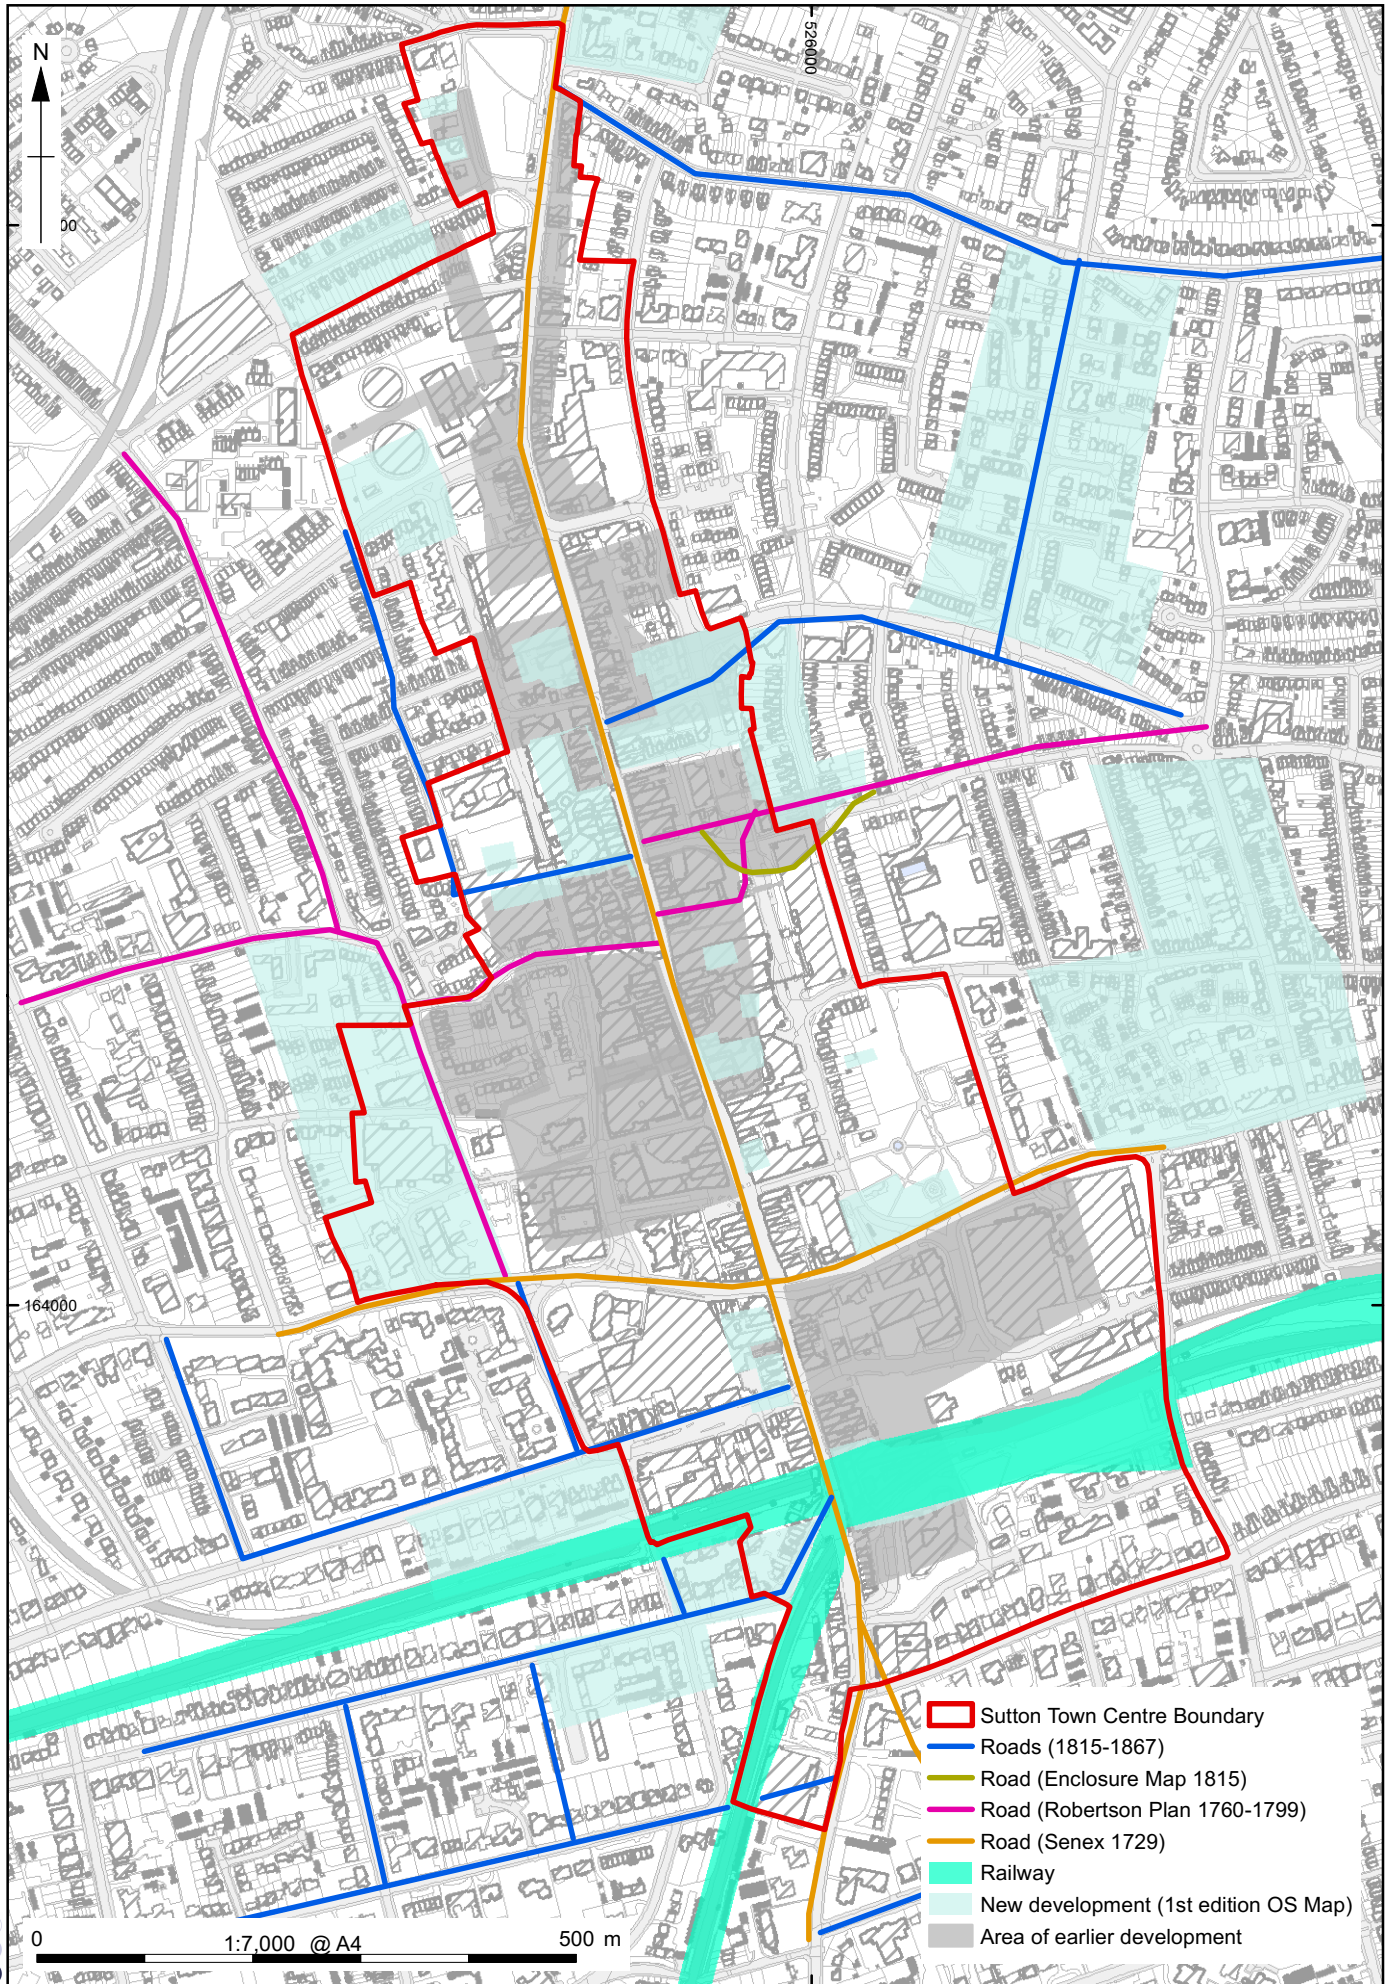 526000
N
00
164000
Sutton Town Centre Boundary
Roads (1815-1867)
Road (Enclosure Map 1815)
Road (Robertson Plan 1760-1799)
Road (Senex 1729)
Railway
New development (1st edition OS Map)
Area of earlier development
0 1:7,000 @ A4 500 m